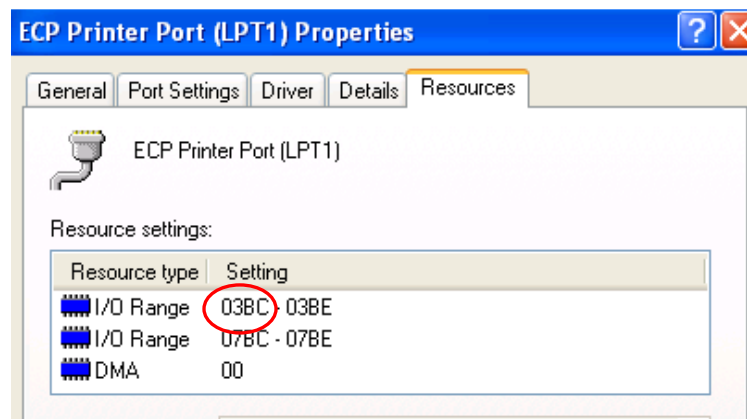 ECP Printer Port (LPT1) Properties
General Port Settings Driver Details Resources
ECP Printer Port (LPT1)
Resource settings:
Resource type Setting
I/O Range 03BC - 03BE
I/O Range 07BC - 07BE
DMA 00